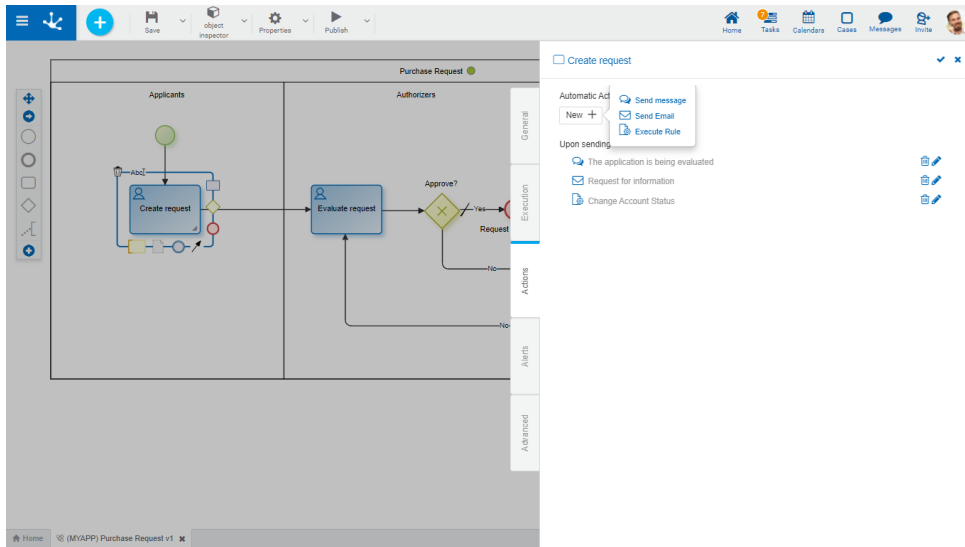 Save
object
inspector
Properties
Publish
Home
7
Tasks
Calendars
Cases
Messages
Invite
Purchase Request
Applicants
Authorizers
Abc
Create request
Evaluate request
Approve?
Yes
Request
No
No
General
Execution
Actions
Alerts
Advanced
Create request
Automatic Act
New +
Send message
Send Email
Execute Rule
Upon sending
The application is being evaluated
Request for information
Change Account Status
Home
(MYAPP) Purchase Request v1